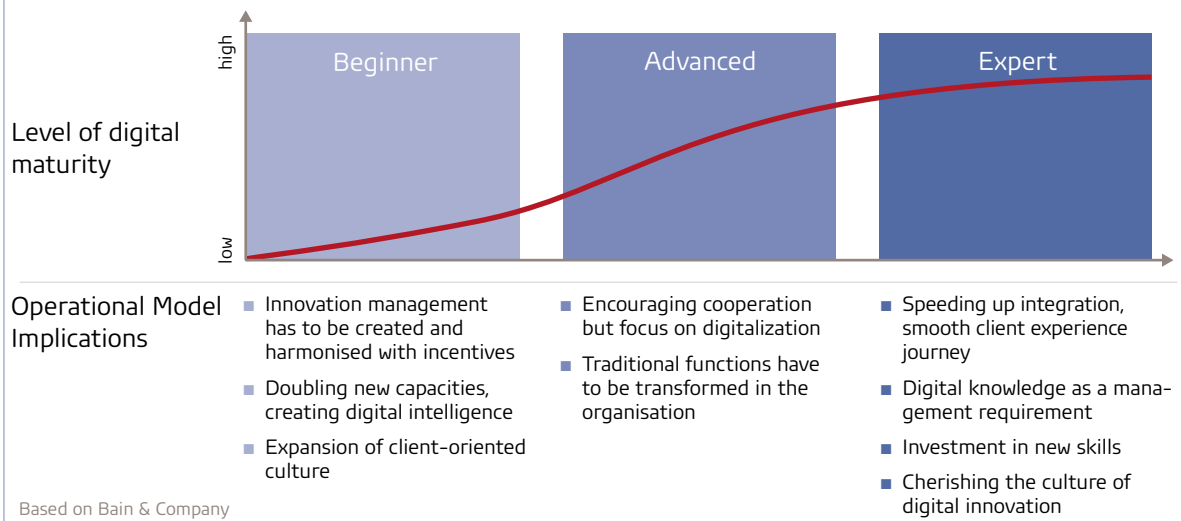 high
Beginner
Advanced
Expert
Level of digital
maturity
low
Operational Model
Implications
Innovation management
has to be created and
harmonised with incentives
Doubling new capacities,
creating digital intelligence
Expansion of client-oriented
culture
Encouraging cooperation
but focus on digitalization
Traditional functions have
to be transformed in the
organisation
Speeding up integration,
smooth client experience
journey
Digital knowledge as a mana-
gement requirement
Investment in new skills
Cherishing the culture of
digital innovation
Based on Bain & Company